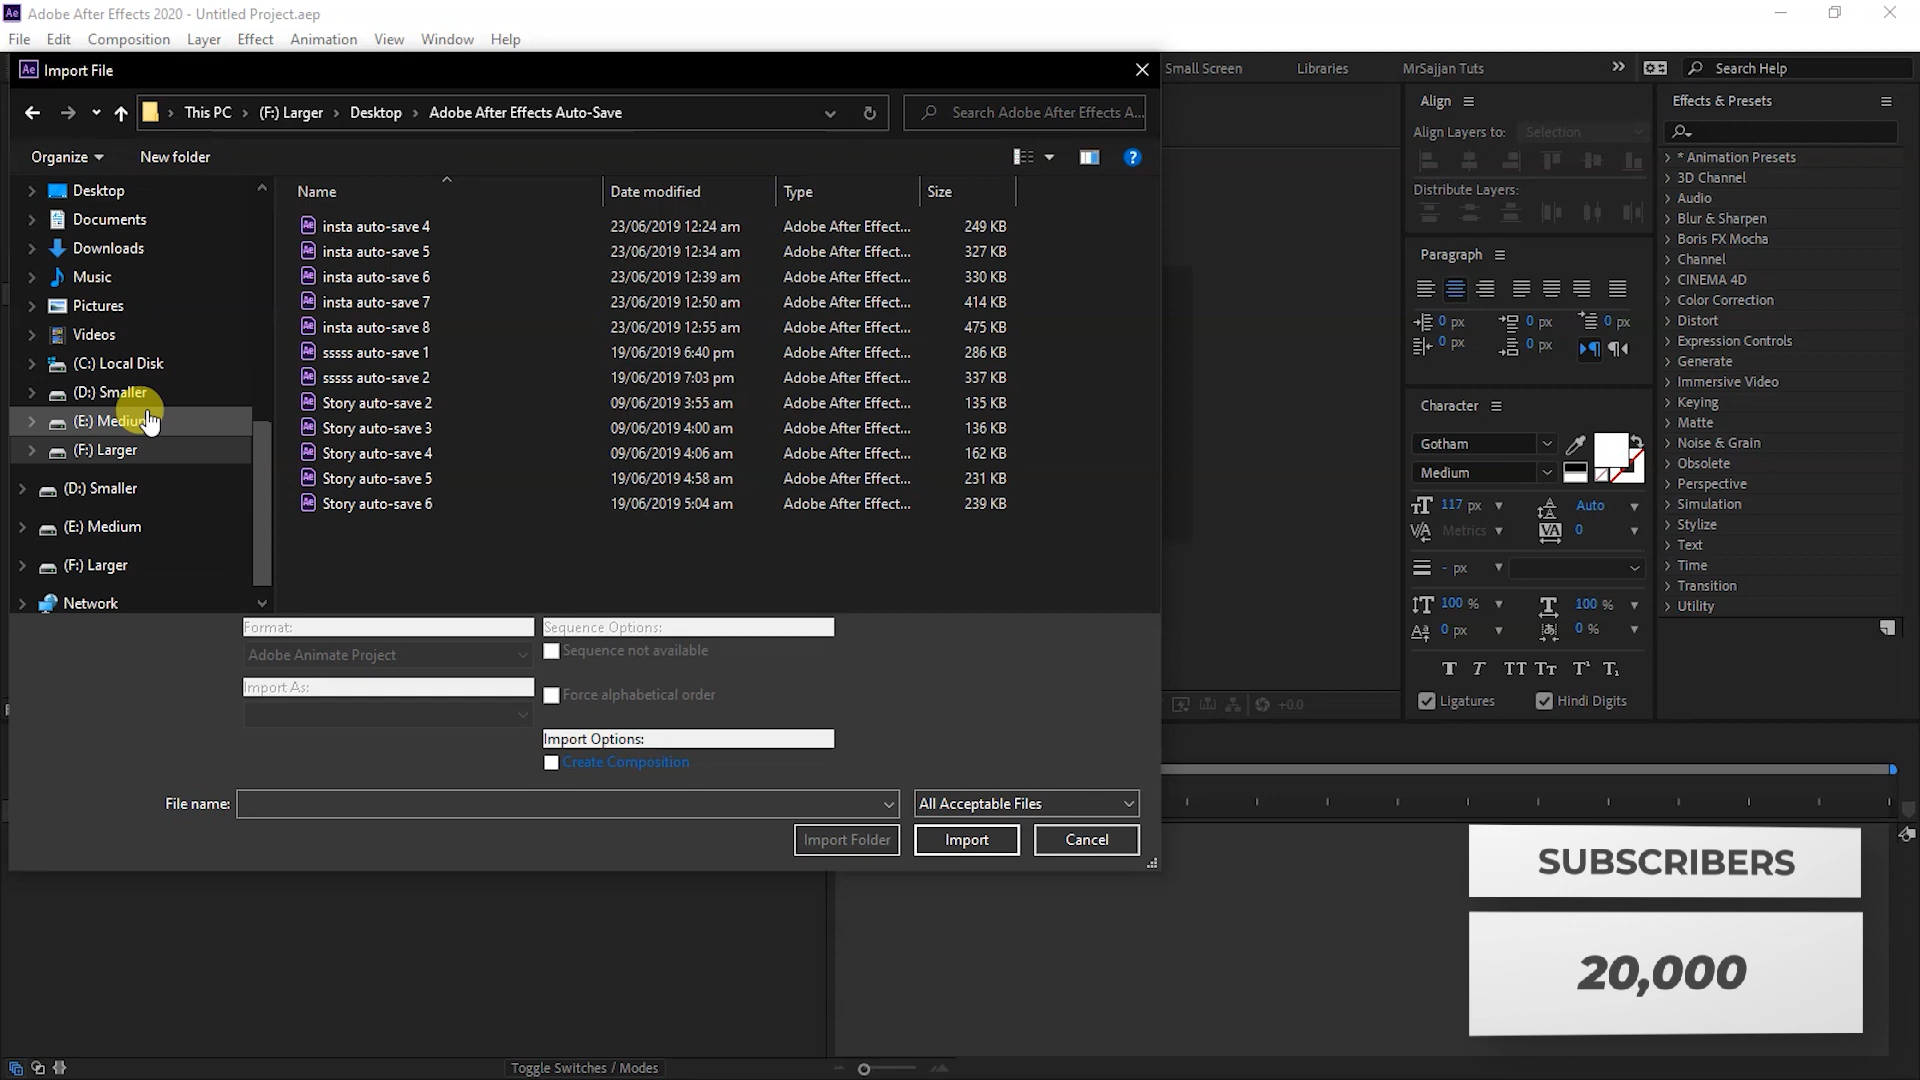 Ae Adobe After Effects 2020 - Untitled Project.aep
File Edit Composition Layer Effect Animation View Window Help
Ae Import File
Small Screen Libraries MrSajjan Tuts Search Help
This PC (F:) Larger Desktop Adobe After Effects Auto-Save
Search Adobe After Effects A...
Organize New folder
Name Date modified Type Size
Desktop
Documents
Downloads
Music
Pictures
Videos
(C:) Local Disk
(D:) Smaller
(E:) Medium
(F:) Larger
(D:) Smaller
(E:) Medium
(F:) Larger
Network
insta auto-save 4 23/06/2019 12:24 am Adobe After Effect... 249 KB
insta auto-save 5 23/06/2019 12:34 am Adobe After Effect... 327 KB
insta auto-save 6 23/06/2019 12:39 am Adobe After Effect... 330 KB
insta auto-save 7 23/06/2019 12:50 am Adobe After Effect... 414 KB
insta auto-save 8 23/06/2019 12:55 am Adobe After Effect... 475 KB
sssss auto-save 1 19/06/2019 6:40 pm Adobe After Effect... 286 KB
sssss auto-save 2 19/06/2019 7:03 pm Adobe After Effect... 337 KB
Story auto-save 2 09/06/2019 3:55 am Adobe After Effect... 135 KB
Story auto-save 3 09/06/2019 4:00 am Adobe After Effect... 136 KB
Story auto-save 4 09/06/2019 4:06 am Adobe After Effect... 162 KB
Story auto-save 5 19/06/2019 4:58 am Adobe After Effect... 231 KB
Story auto-save 6 19/06/2019 5:04 am Adobe After Effect... 239 KB
Format:
Adobe Animate Project
Import As:
Sequence Options:
Sequence not available
Force alphabetical order
Import Options:
Create Composition
File name:
All Acceptable Files
Import Folder Import Cancel
Align
Align Layers to: Selection
Distribute Layers:
Paragraph
0 px 0 px 0 px
0 px 0 px
Character
Gotham
Medium
117 px Auto
Metrics 0
- px
100 % 100 %
0 px 0 %
T T TT Tт T¹ T₁
Ligatures Hindi Digits
+0.0
Effects & Presets
* Animation Presets
3D Channel
Audio
Blur & Sharpen
Boris FX Mocha
Channel
CINEMA 4D
Color Correction
Distort
Expression Controls
Generate
Immersive Video
Keying
Matte
Noise & Grain
Obsolete
Perspective
Simulation
Stylize
Text
Time
Transition
Utility
SUBSCRIBERS
20,000
Toggle Switches / Modes